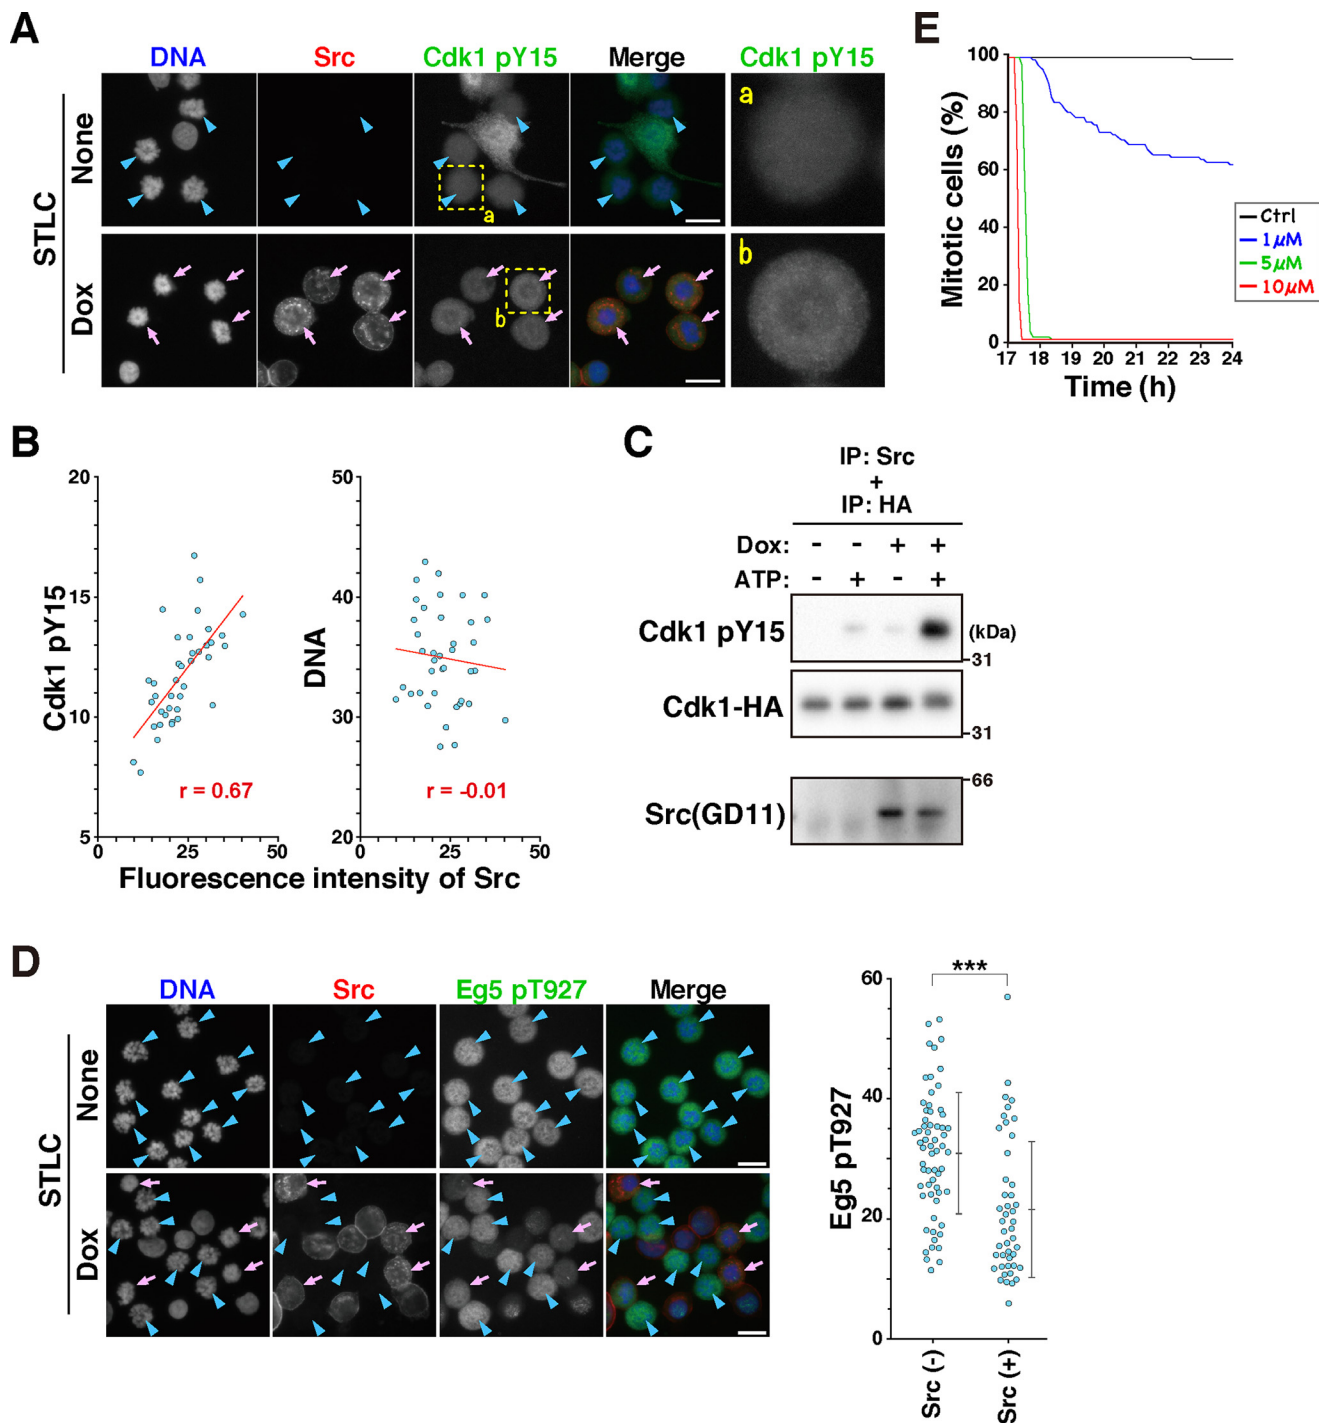 A
DNA
Src
Cdk1 pY15
Merge
Cdk1 pY15
STLC
None
Dox
a
b
a
b
E
Mitotic cells (%)
100
80
60
40
20
0
17 18 19 20 21 22 23 24
Time (h)
Ctrl
1μM
5μM
10μM
B
Cdk1 pY15
20
15
10
5
0 25 50
r = 0.67
DNA
50
40
30
20
0 25 50
r = -0.01
Fluorescence intensity of Src
C
IP: Src
+
IP: HA
Dox: - - + +
ATP: - + - +
Cdk1 pY15
(kDa)
-31
Cdk1-HA
-31
-66
Src(GD11)
D
DNA
Src
Eg5 pT927
Merge
STLC
None
Dox
Eg5 pT927
60
40
20
0
***
Src (-)
Src (+)